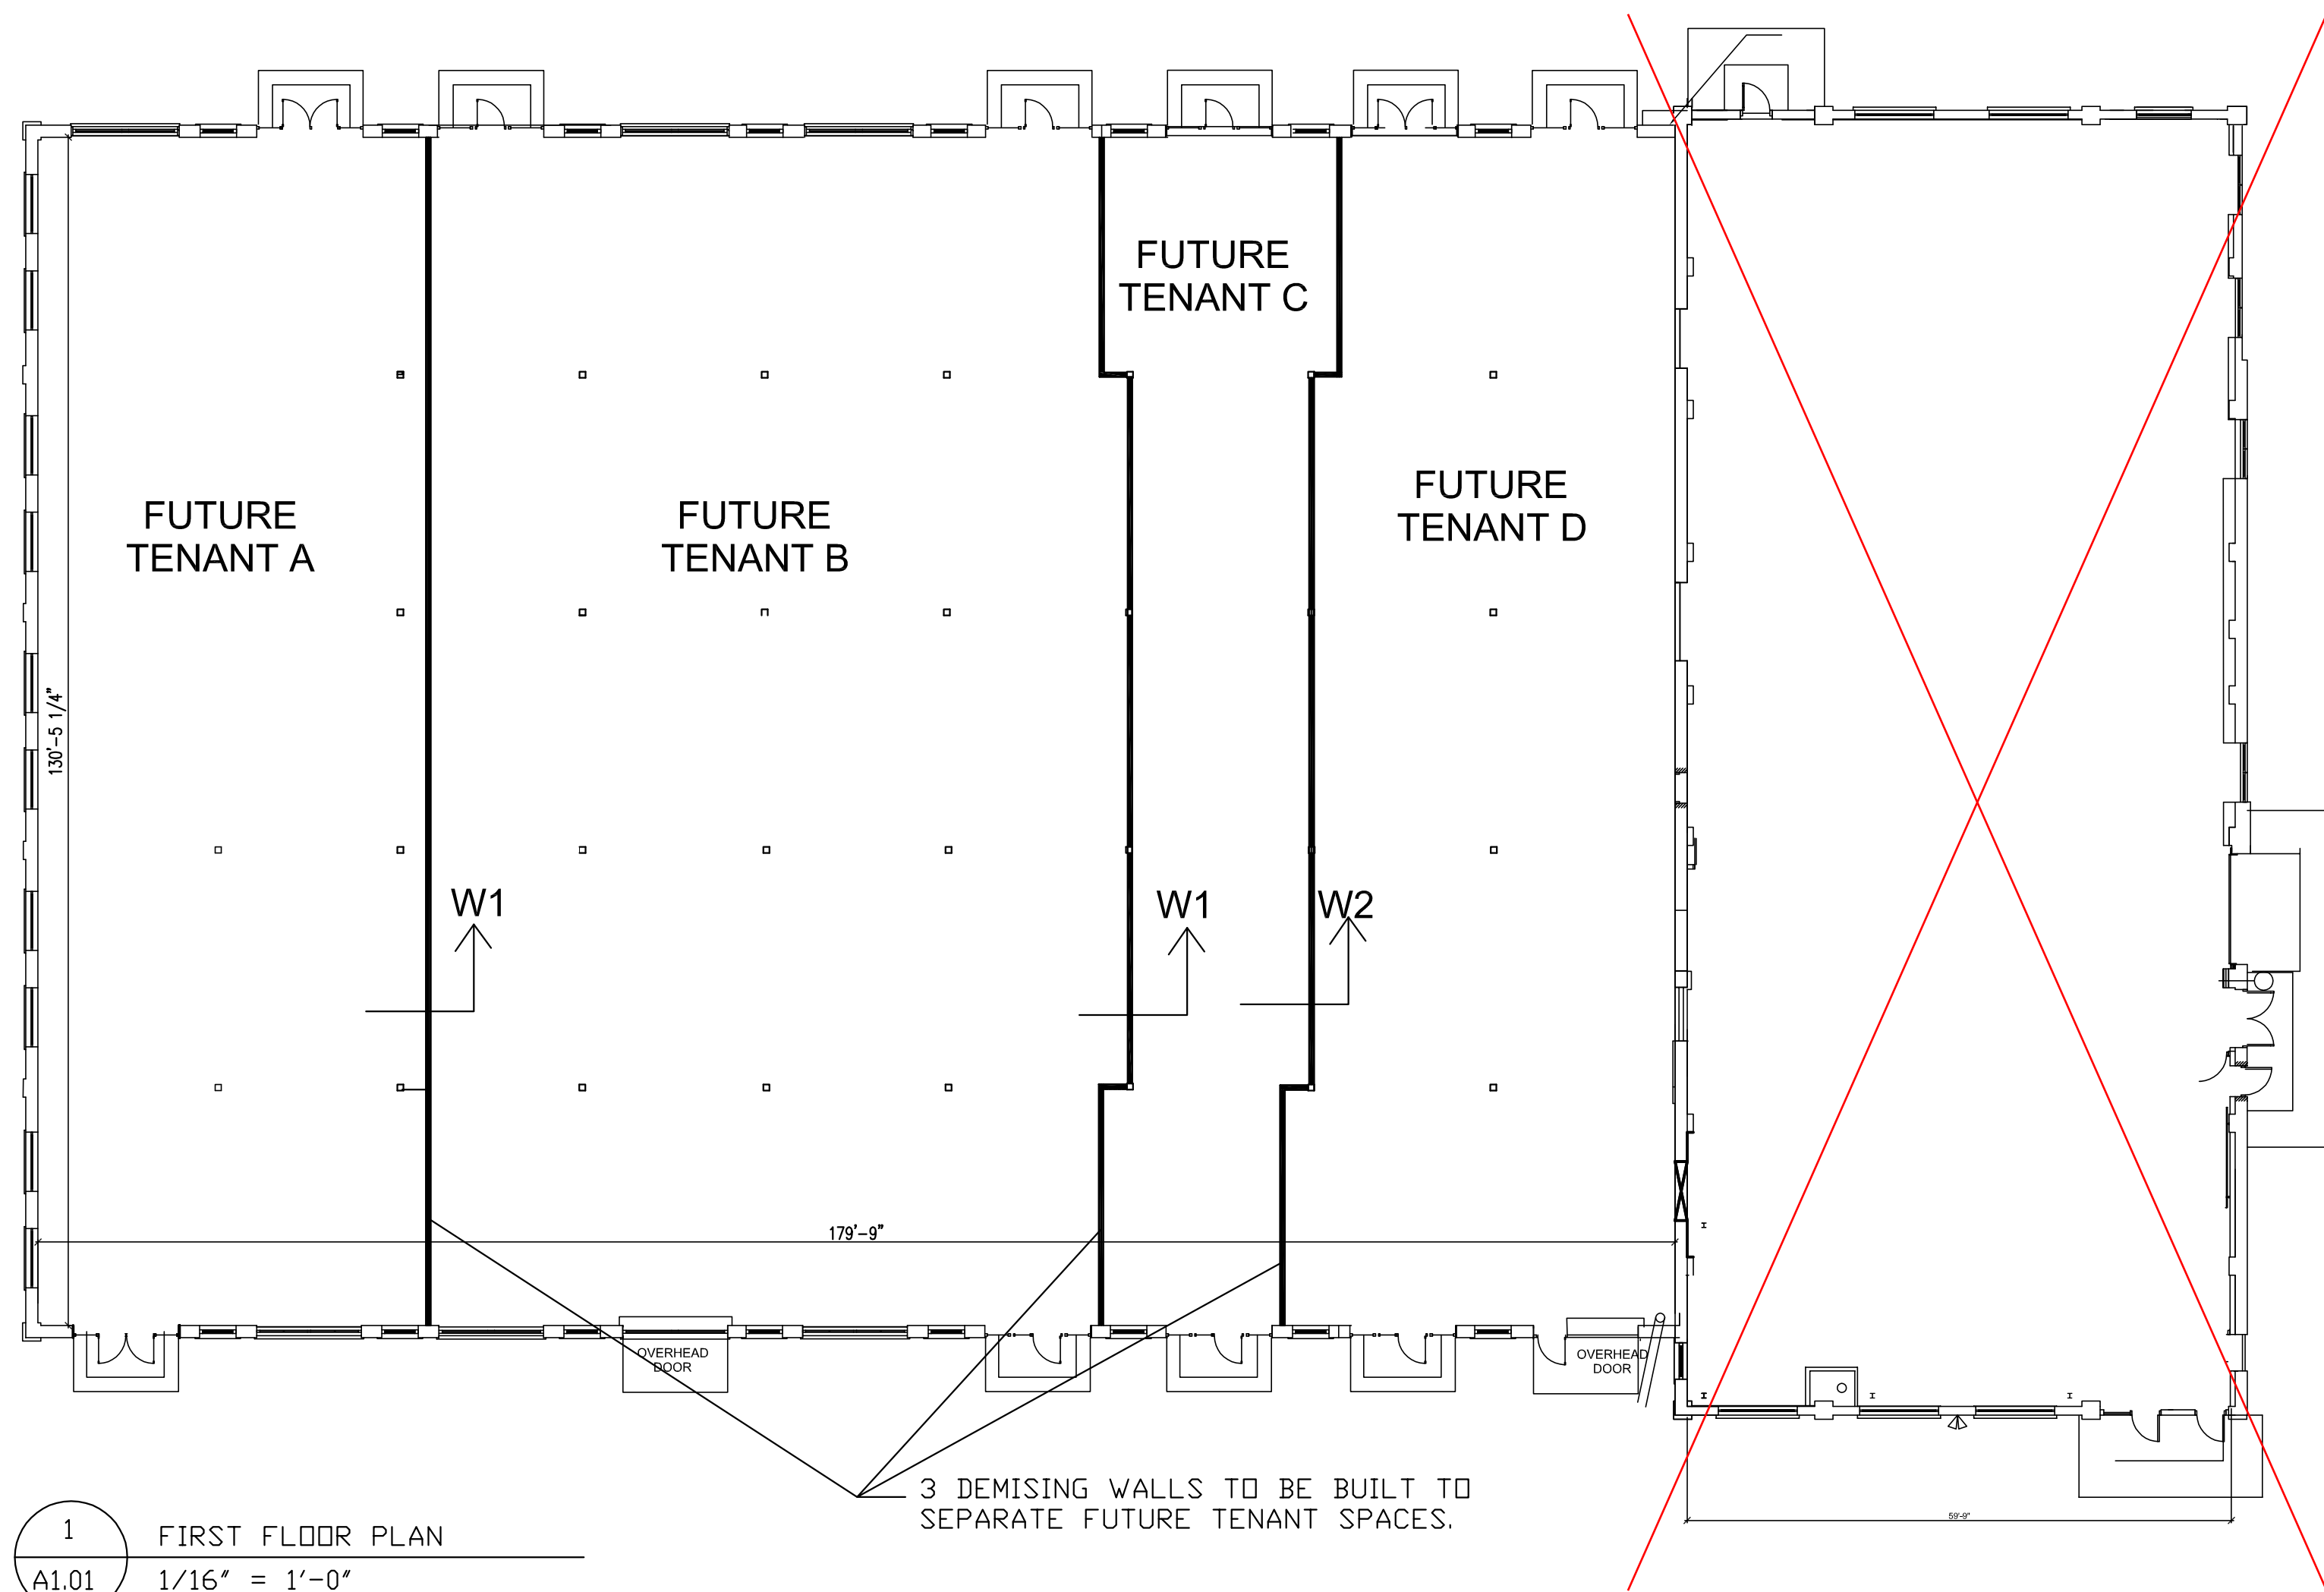 FUTURE
TENANT C
FUTURE
TENANT D
FUTURE
TENANT A
FUTURE
TENANT B
130'-5 1/4"
W1
W1
W2
179'-9"
OVERHEAD
DOOR
OVERHEAD
DOOR
3 DEMISING WALLS TO BE BUILT TO
SEPARATE FUTURE TENANT SPACES.
59'-9"
1
FIRST FLOOR PLAN
A1.01
1/16" = 1'-0"